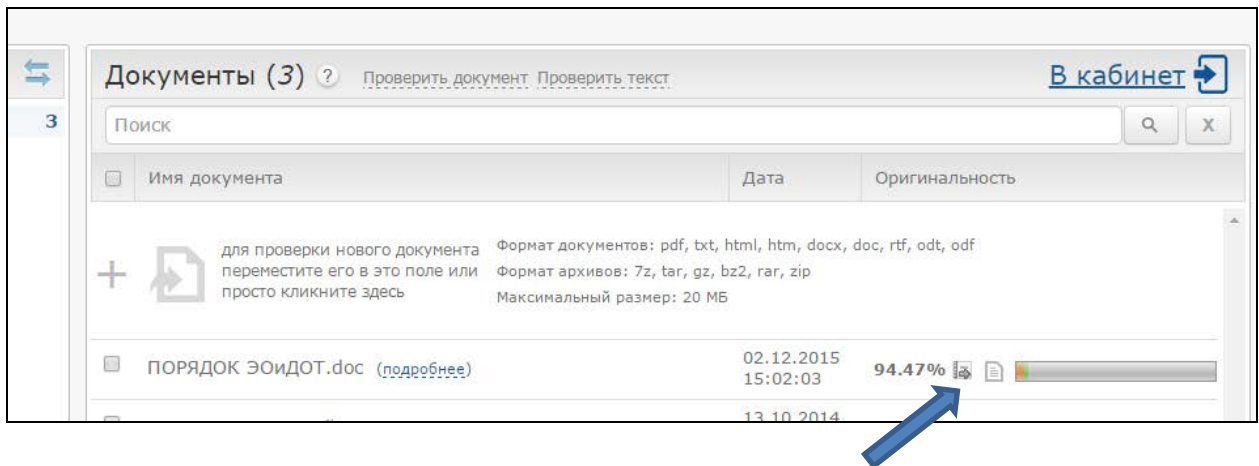 Документы (3) ? Проверить документ Проверить текст В кабинет
3
Поиск X
Имя документа Дата Оригинальность
для проверки нового документа
переместите его в это поле или
просто кликните здесь
Формат документов: pdf, txt, html, htm, docx, doc, rtf, odt, odf
Формат архивов: 7z, tar, gz, bz2, rar, zip
Максимальный размер: 20 МБ
ПОРЯДОК ЭОиДОТ.doc (подробнее) 02.12.2015 94.47%
15:02:03
13.10.2014